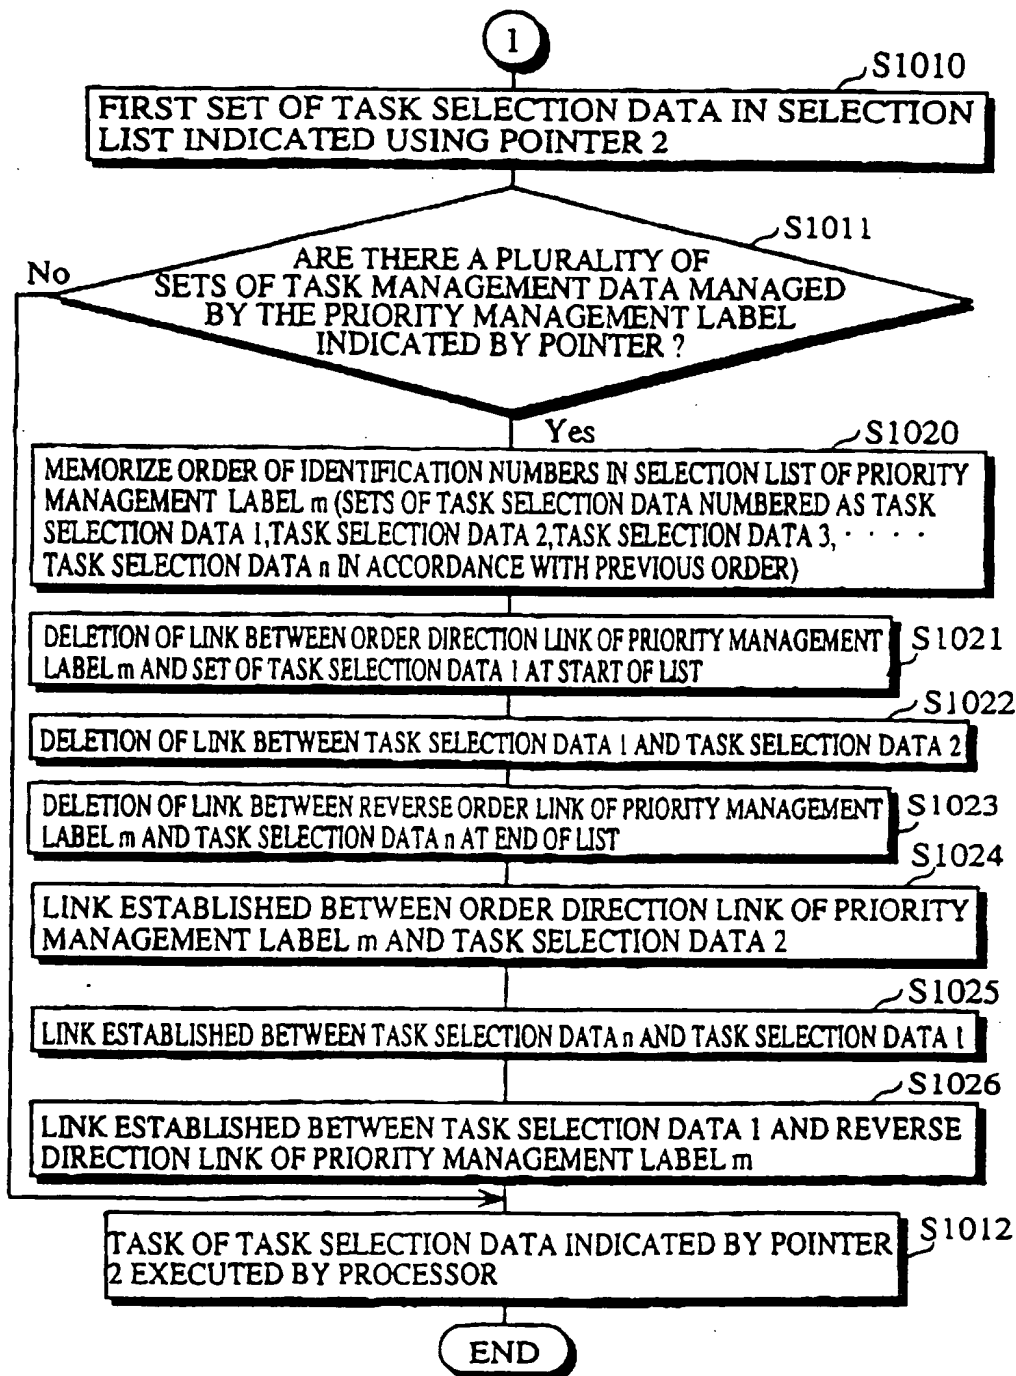 1
S1010
FIRST SET OF TASK SELECTION DATA IN SELECTION
LIST INDICATED USING POINTER 2
S1011
No
ARE THERE A PLURALITY OF
SETS OF TASK MANAGEMENT DATA MANAGED
BY THE PRIORITY MANAGEMENT LABEL
INDICATED BY POINTER ?
Yes
S1020
MEMORIZE ORDER OF IDENTIFICATION NUMBERS IN SELECTION LIST OF PRIORITY
MANAGEMENT LABEL m (SETS OF TASK SELECTION DATA NUMBERED AS TASK
SELECTION DATA 1,TASK SELECTION DATA 2,TASK SELECTION DATA 3, · · · ·
TASK SELECTION DATA n IN ACCORDANCE WITH PREVIOUS ORDER)
DELETION OF LINK BETWEEN ORDER DIRECTION LINK OF PRIORITY MANAGEMENT
LABEL m AND SET OF TASK SELECTION DATA 1 AT START OF LIST
S1021
S1022
DELETION OF LINK BETWEEN TASK SELECTION DATA 1 AND TASK SELECTION DATA 2
DELETION OF LINK BETWEEN REVERSE ORDER LINK OF PRIORITY MANAGEMENT
LABEL m AND TASK SELECTION DATA n AT END OF LIST
S1023
S1024
LINK ESTABLISHED BETWEEN ORDER DIRECTION LINK OF PRIORITY
MANAGEMENT LABEL m AND TASK SELECTION DATA 2
S1025
LINK ESTABLISHED BETWEEN TASK SELECTION DATA n AND TASK SELECTION DATA 1
S1026
LINK ESTABLISHED BETWEEN TASK SELECTION DATA 1 AND REVERSE
DIRECTION LINK OF PRIORITY MANAGEMENT LABEL m
TASK OF TASK SELECTION DATA INDICATED BY POINTER
2 EXECUTED BY PROCESSOR
S1012
END